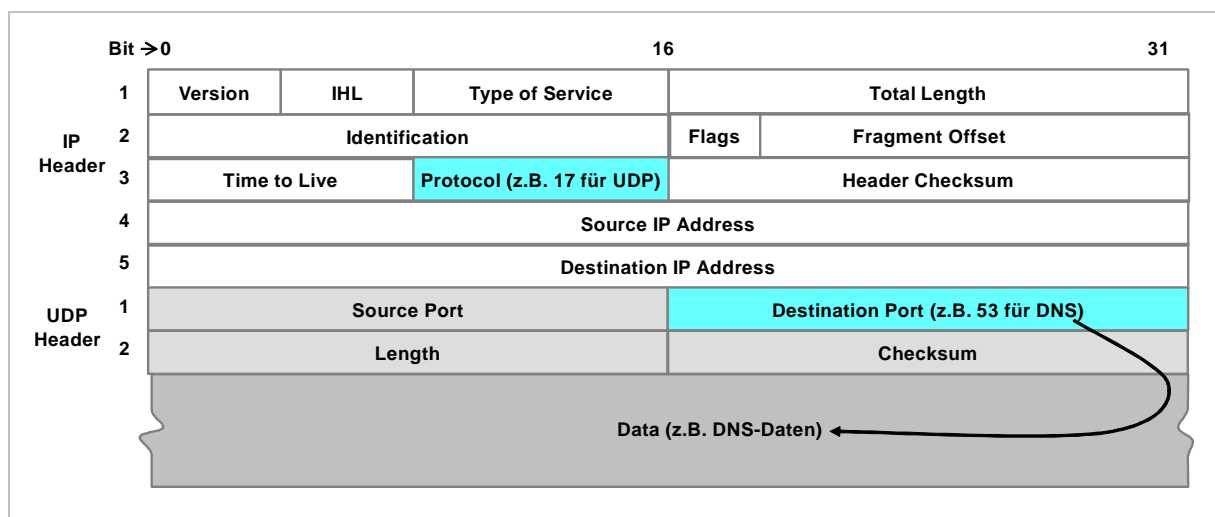 Bit → 0 16 31
1 Version IHL Type of Service Total Length
IP Header
2 Identification Flags Fragment Offset
3 Time to Live Protocol (z.B. 17 für UDP) Header Checksum
4 Source IP Address
5 Destination IP Address
UDP Header
1 Source Port Destination Port (z.B. 53 für DNS)
2 Length Checksum
Data (z.B. DNS-Daten)